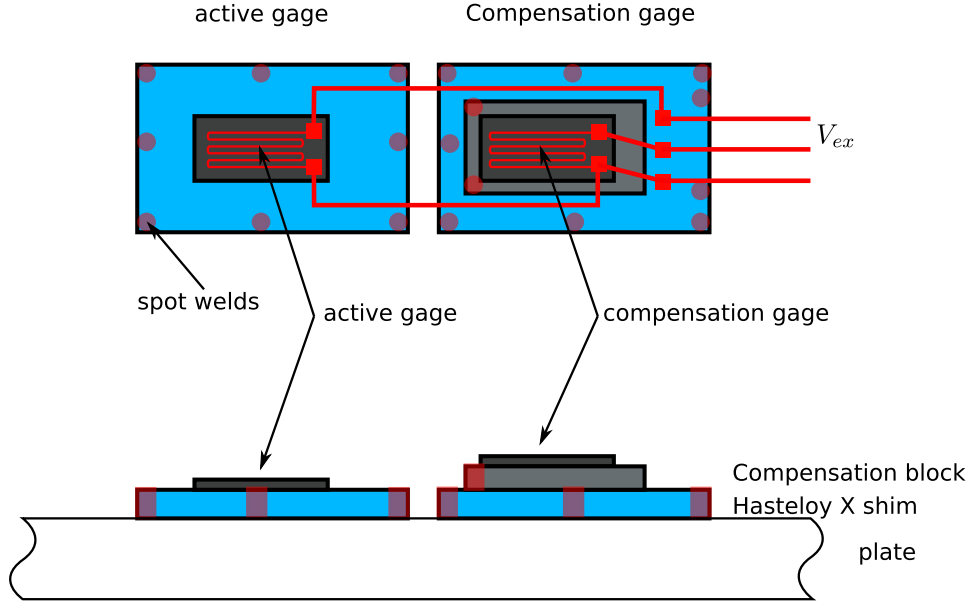 active gage
Compensation gage
V_ex
spot welds
active gage
compensation gage
Compensation block
Hasteloy X shim
plate